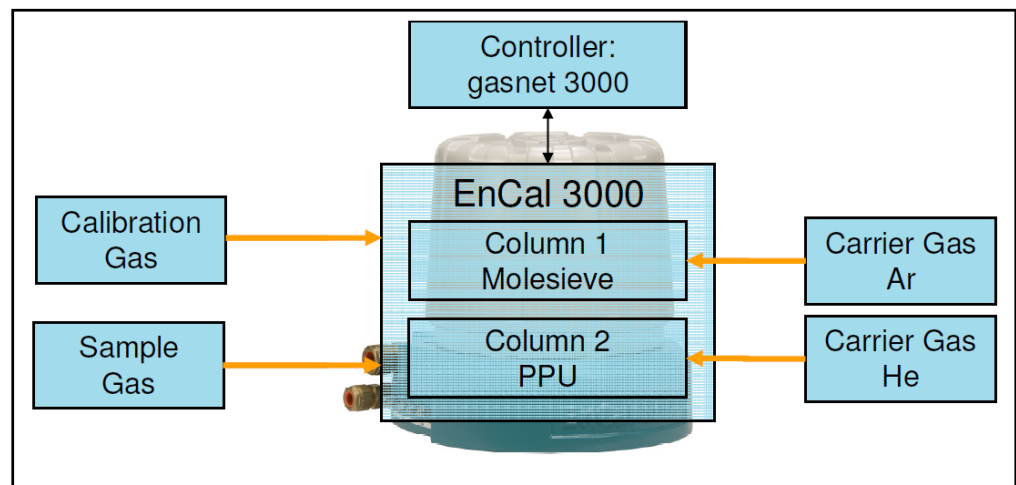 Controller:
gasnet 3000
EnCal 3000
Calibration
Gas
Column 1
Molesieve
Carrier Gas
Ar
Sample
Gas
Column 2
PPU
Carrier Gas
He